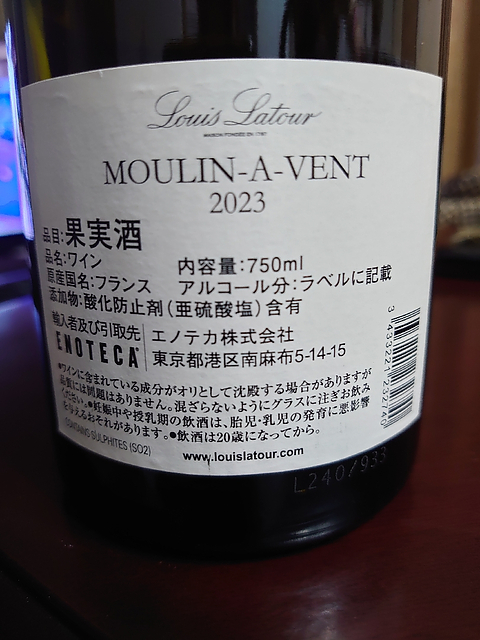 Louis Latour
MAISON FONDÉE EN 1797
MOULIN-A-VENT
2023
品目:果実酒
品名:ワイン 内容量:750ml
原産国名:フランス アルコール分:ラベルに記載
添加物:酸化防止剤(亜硫酸塩)含有
輸入者及び引取先 エノテカ株式会社
ENOTECA 東京都港区南麻布5-14-15
●ワインに含まれている成分がオリとして沈殿する場合がありますが
品質には問題はありません。混ざらないようにグラスに注ぎお飲み
ください。●妊娠中や授乳期の飲酒は、胎児・乳児の発育に悪影響
を与えるおそれがあります。●飲酒は20歳になってから。
CONTAINS SULPHITES (SO2)
www.louislatour.com
3 433221 232740
L240/933